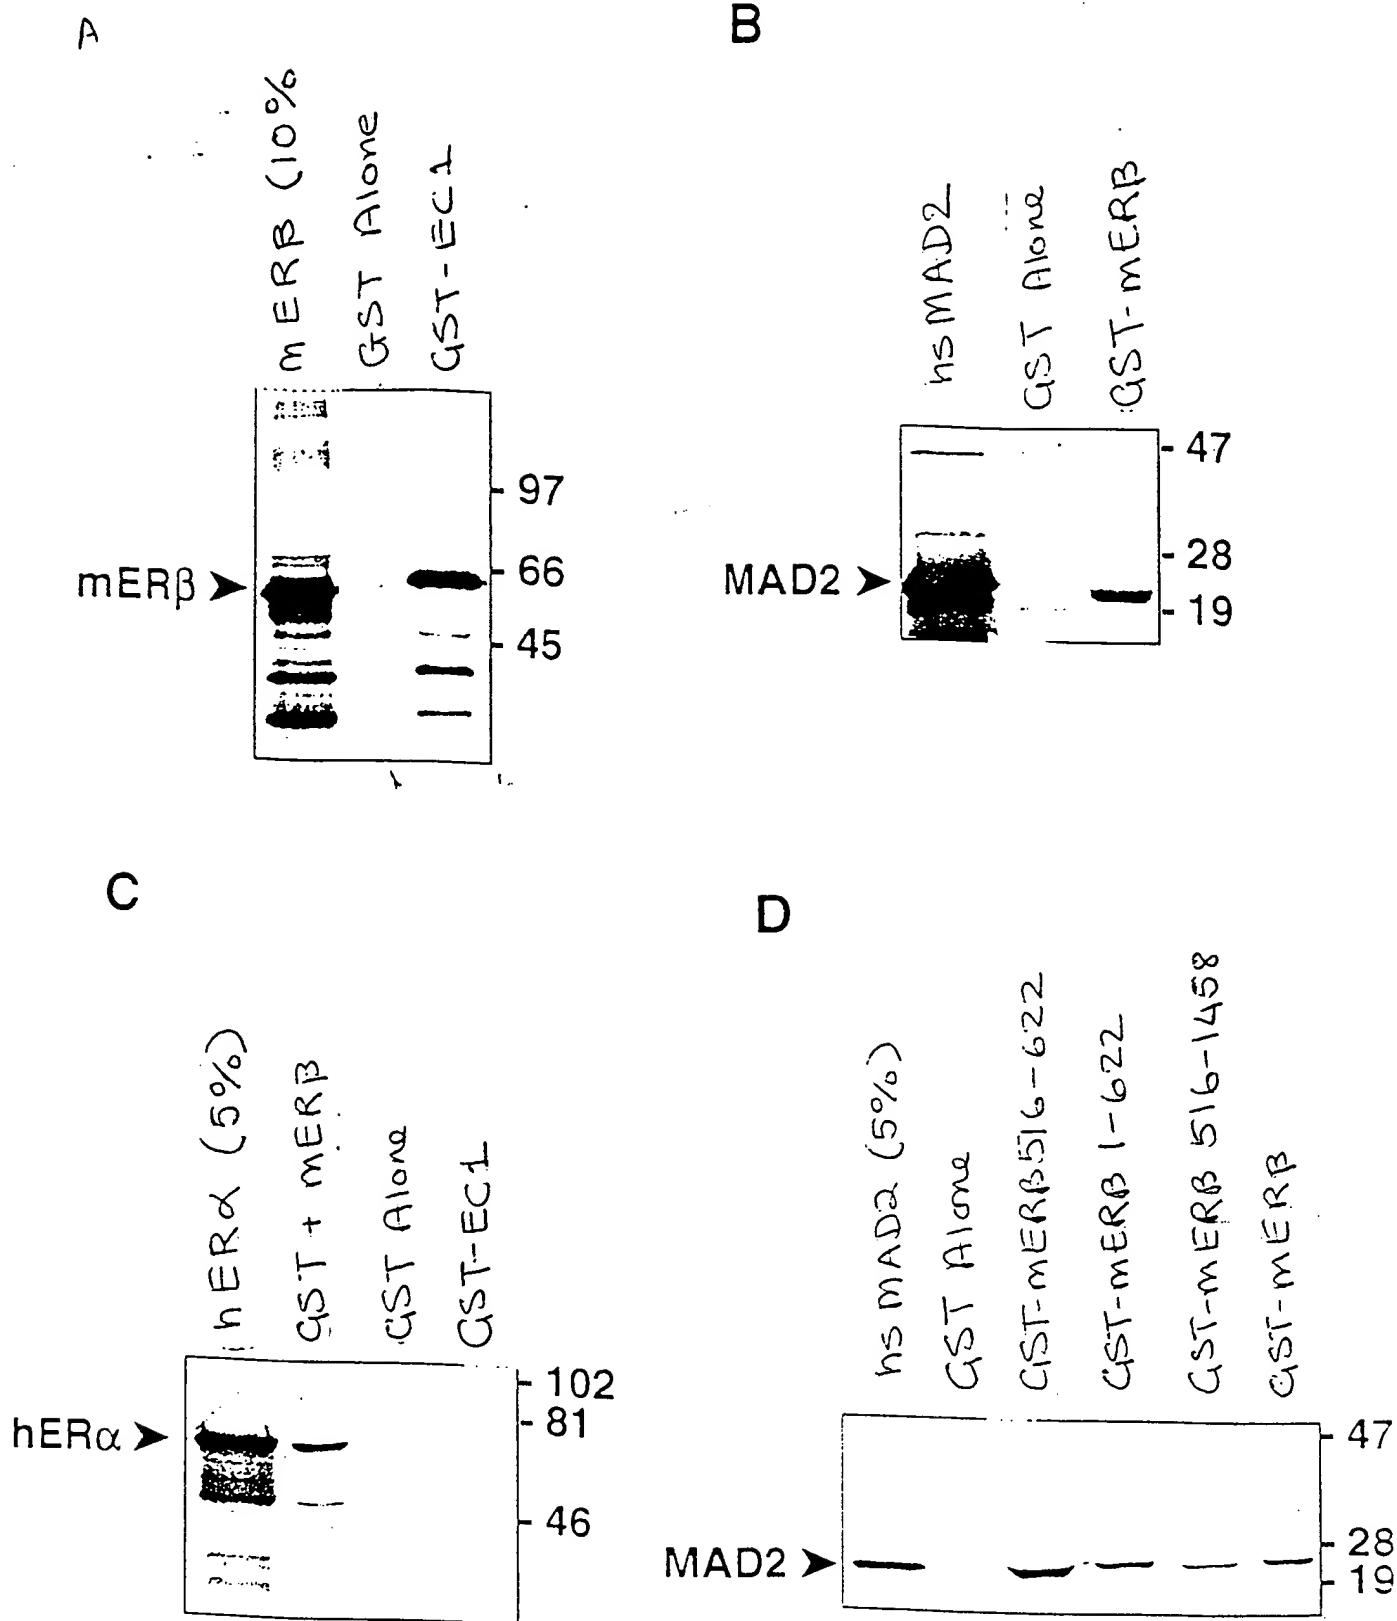 A
mERβ (10%
GST Alone
GST-EC1
97
66
45
mERβ
B
hsMAD2
GST Alone
GST-mERβ
47
28
19
MAD2
C
hERα (5%)
GST + mERβ
GST Alone
GST-EC1
102
81
46
hERα
D
hsMAD2 (5%)
GST Alone
GST-mERβ516-622
GST-mERβ 1-622
GST-mERβ 516-1458
GST-mERβ
47
28
19
MAD2